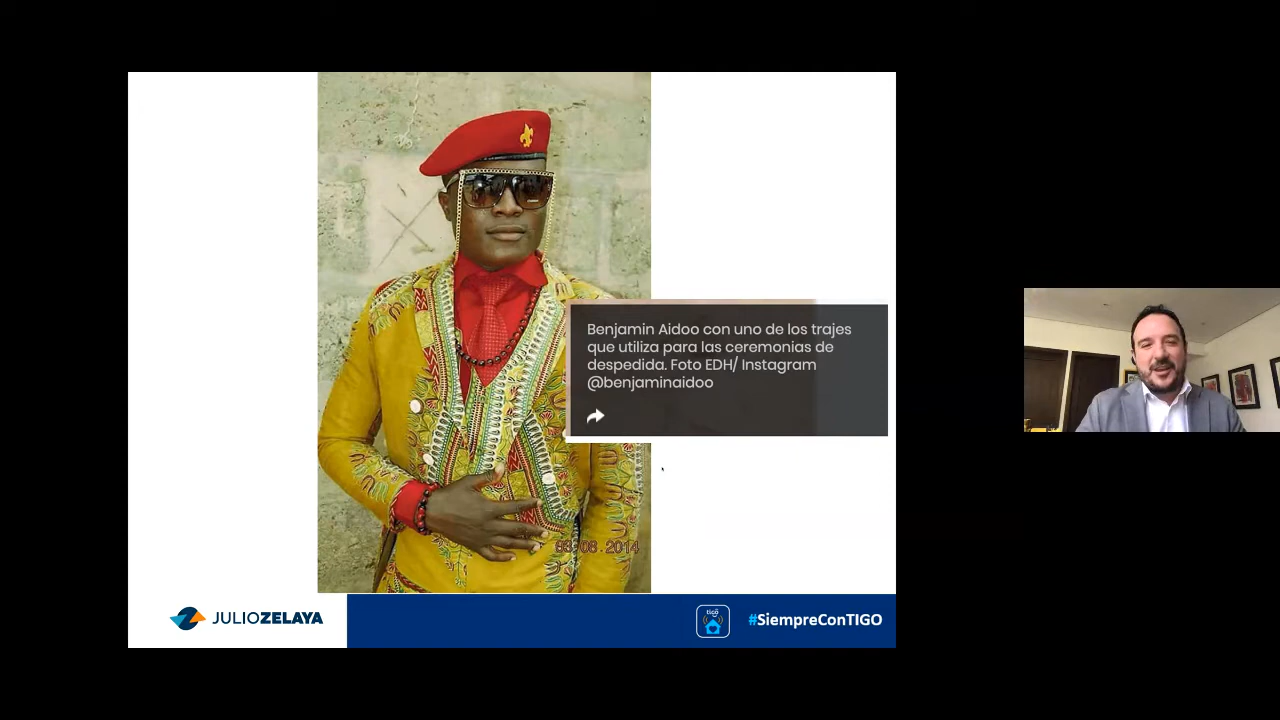 Benjamin Aidoo con uno de los trajes
que utiliza para las ceremonias de
despedida. Foto EDH/ Instagram
@benjaminaidoo
03.08.2014
JULIOZELAYA
tigo
#SiempreConTIGO